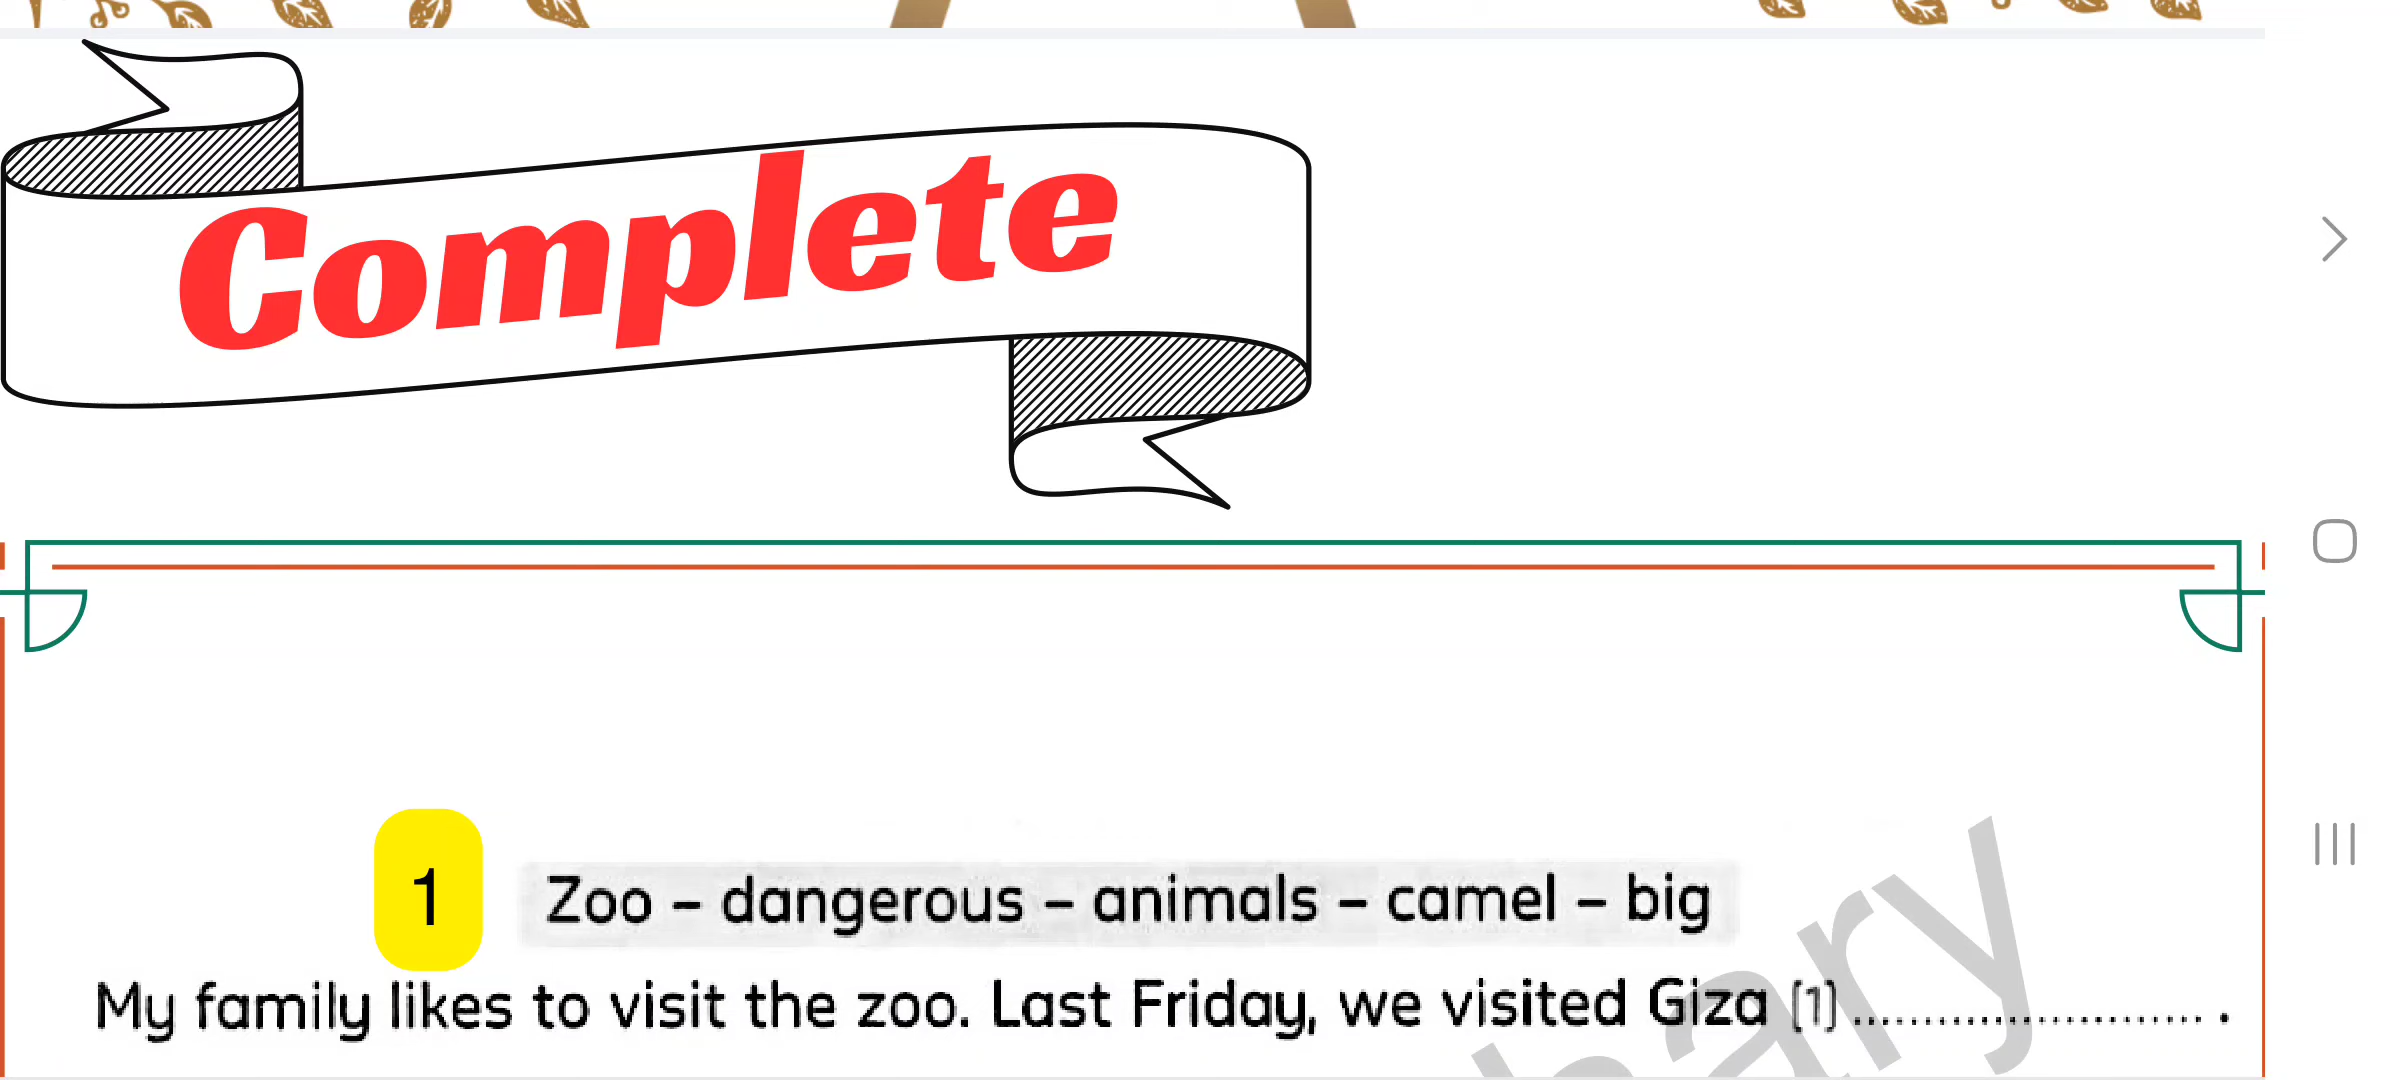 Complete
1
Zoo – dangerous – animals – camel – big
My family likes to visit the zoo. Last Friday, we visited Giza (1) ........................ .